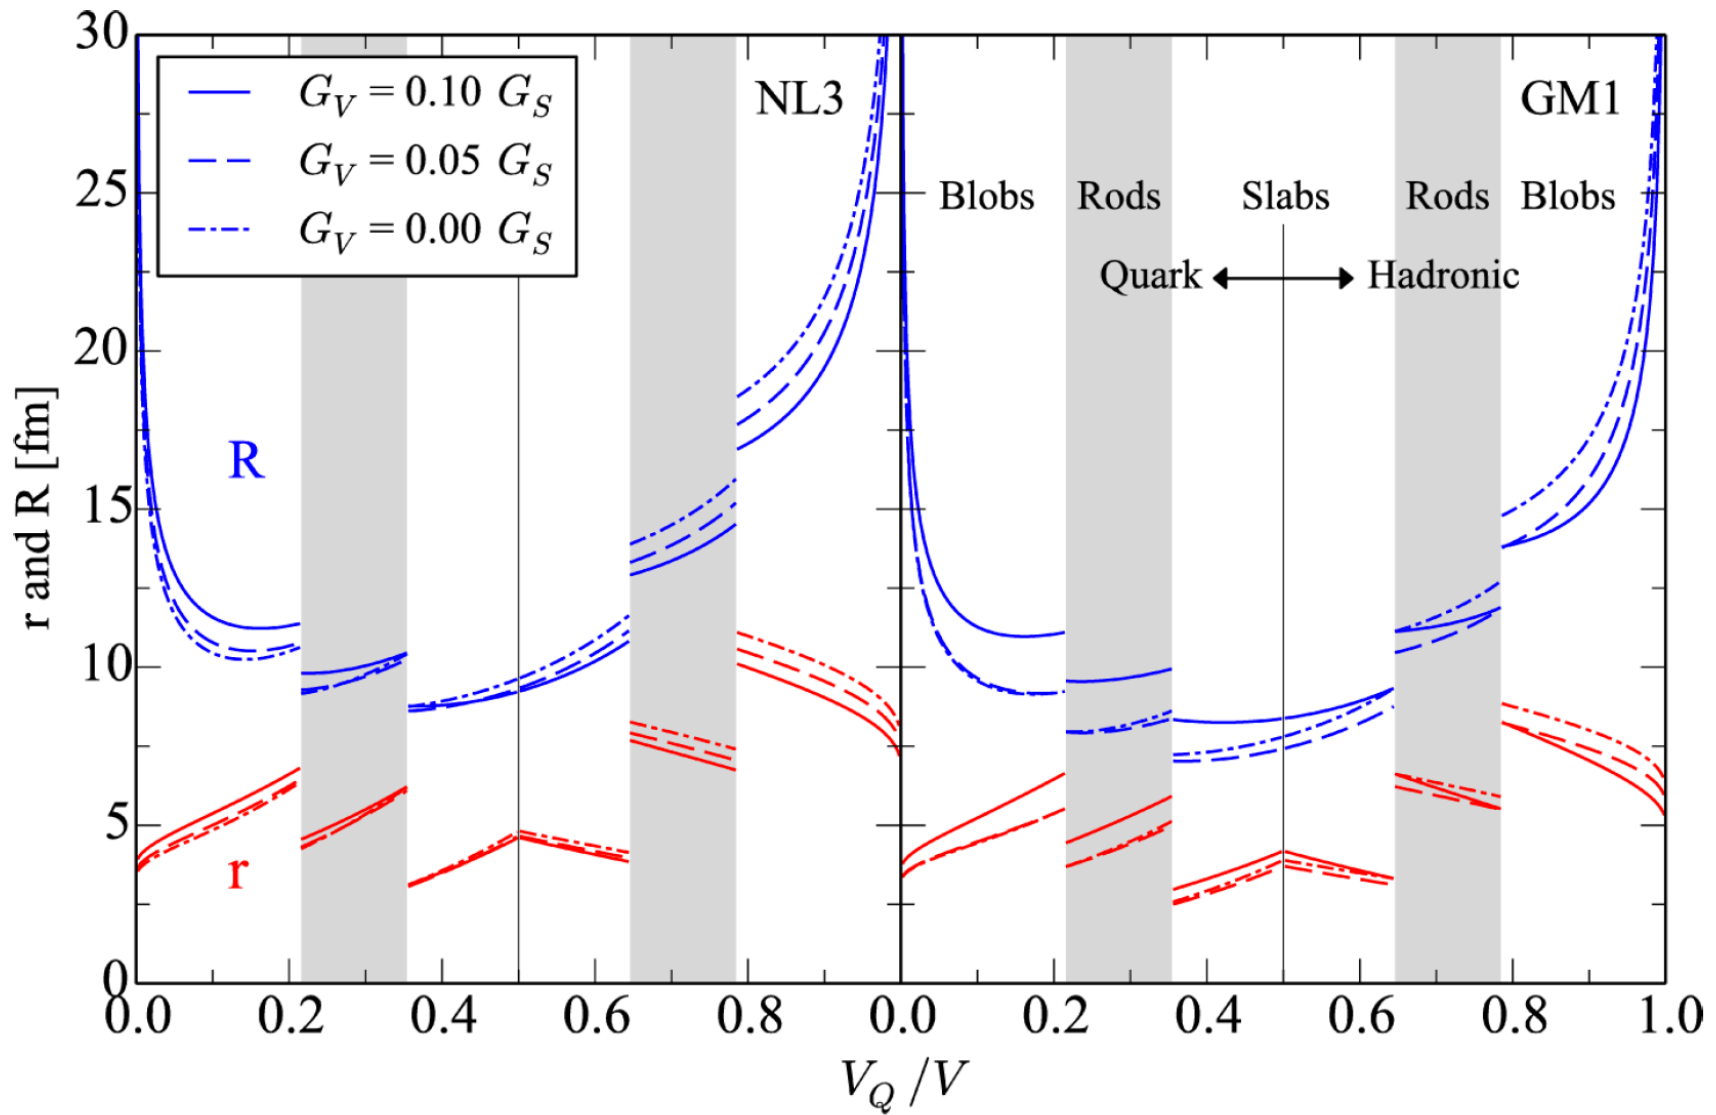 30
25
20
15
10
5
0
r and R [fm]
G_V = 0.10 G_S
G_V = 0.05 G_S
G_V = 0.00 G_S
NL3
R
r
GM1
Blobs Rods Slabs Rods Blobs
Quark Hadronic
0.0 0.2 0.4 0.6 0.8 0.0 0.2 0.4 0.6 0.8 1.0
V_Q /V